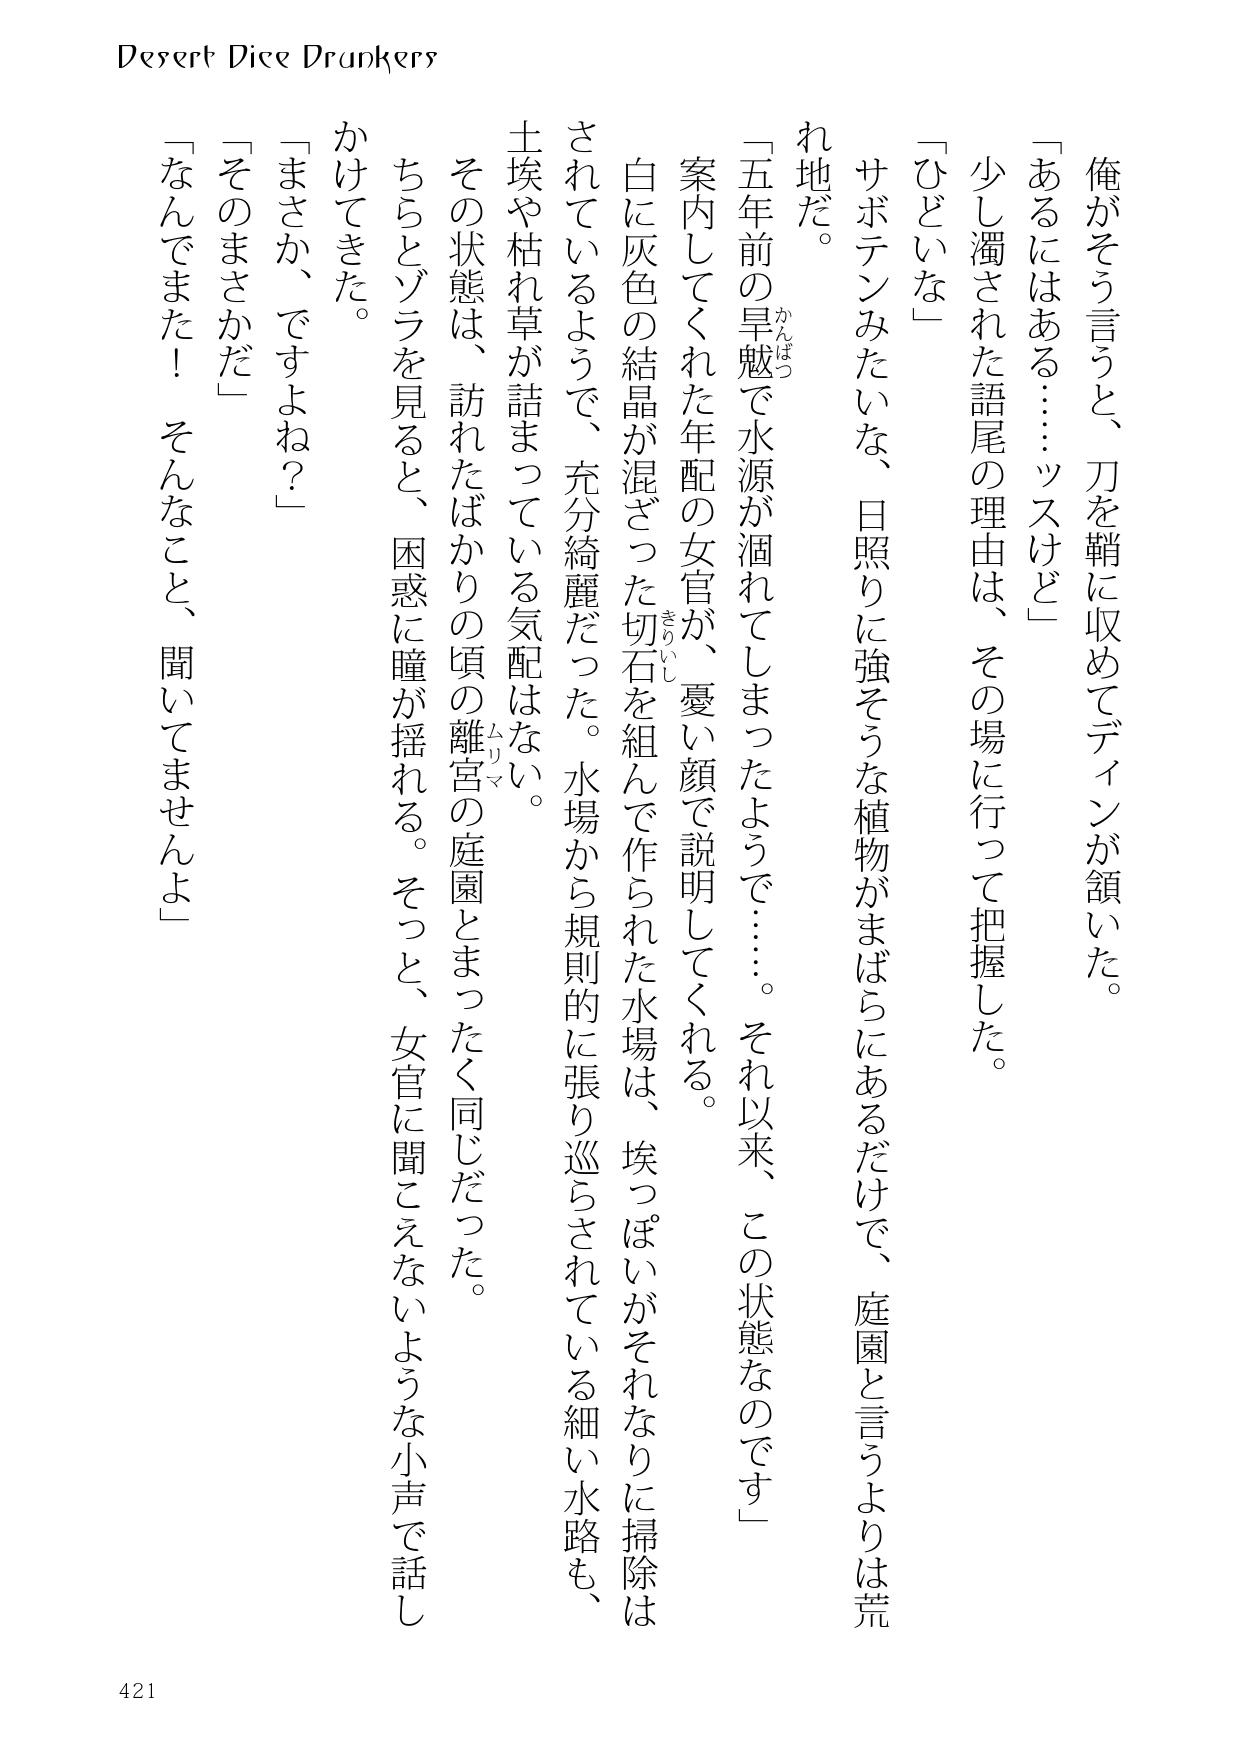 Desert Dice Drunkers
俺がそう言うと、刀を鞘に収めてディンが頷いた。
「あるにはある……ッスけど」
少し濁された語尾の理由は、その場に行って把握した。
「ひどいな」
サボテンみたいな、日照りに強そうな植物がまばらにあるだけで、庭園と言うよりは荒
れ地だ。
「五年前の旱魃かんばつで水源が涸れてしまったようで……。それ以来、この状態なのです」
案内してくれた年配の女官が、憂い顔で説明してくれる。
白に灰色の結晶が混ざった切石きりいしを組んで作られた水場は、埃っぽいがそれなりに掃除は
されているようで、充分綺麗だった。水場から規則的に張り巡らされている細い水路も、
土埃や枯れ草が詰まっている気配はない。
その状態は、訪れたばかりの頃の離宮ムリマの庭園とまったく同じだった。
ちらとゾラを見ると、困惑に瞳が揺れる。そっと、女官に聞こえないような小声で話し
かけてきた。
「まさか、ですよね？」
「そのまさかだ」
「なんでまた！　そんなこと、聞いてませんよ」
421